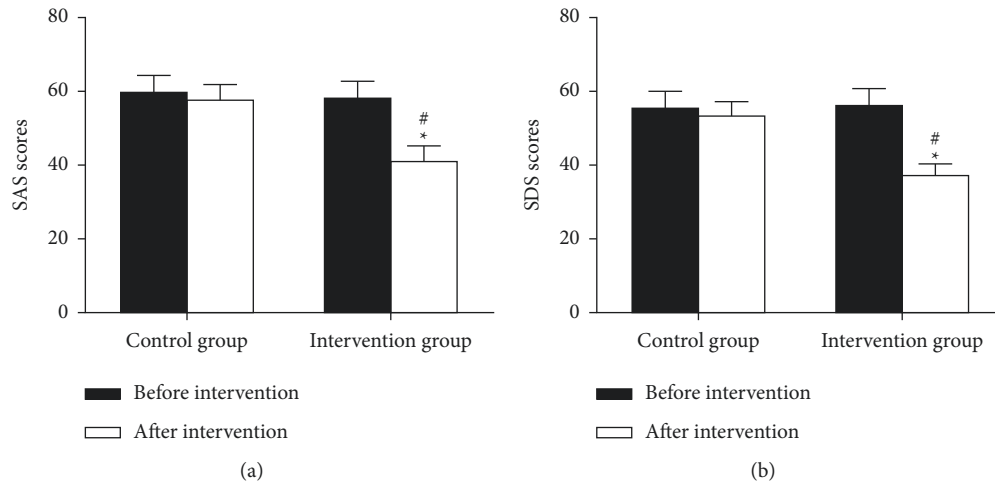 SAS scores
80
60
40
20
0
#
*
Control group
Intervention group
Before intervention
After intervention
(a)
SDS scores
80
60
40
20
0
#
*
Control group
Intervention group
Before intervention
After intervention
(b)